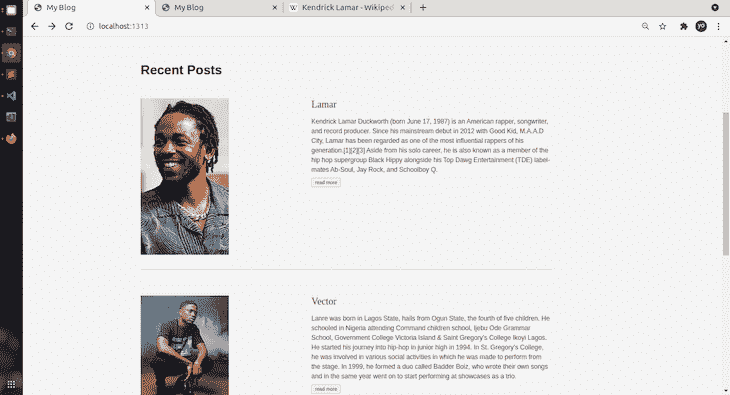 My Blog
My Blog
Kendrick Lamar - Wikiped
localhost:1313
Recent Posts
Lamar
Kendrick Lamar Duckworth (born June 17, 1987) is an American rapper, songwriter,
and record producer. Since his mainstream debut in 2012 with Good Kid, M.A.A.D
City, Lamar has been regarded as one of the most influential rappers of his
generation.[1][2][3] Aside from his solo career, he is also known as a member of the
hip hop supergroup Black Hippy alongside his Top Dawg Entertainment (TDE) label-
mates Ab-Soul, Jay Rock, and Schoolboy Q.
read more
Vector
Lanre was born in Lagos State, hails from Ogun State, the fourth of five children. He
schooled in Nigeria attending Command children school, Ijebu Ode Grammar
School, Government College Victoria Island & Saint Gregory's College Ikoyi Lagos.
He started his journey into hip-hop in junior high in 1994. In St. Gregory's College,
he was involved in various social activities in which he was made to perform from
the stage. In 1999, he formed a duo called Badder Boiz, who wrote their own songs
and in the same year went on to start performing at showcases as a trio.
read more